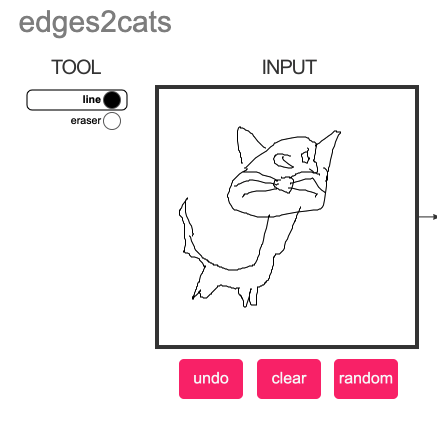 edges2cats
TOOL
INPUT
line
eraser
undo
clear
random